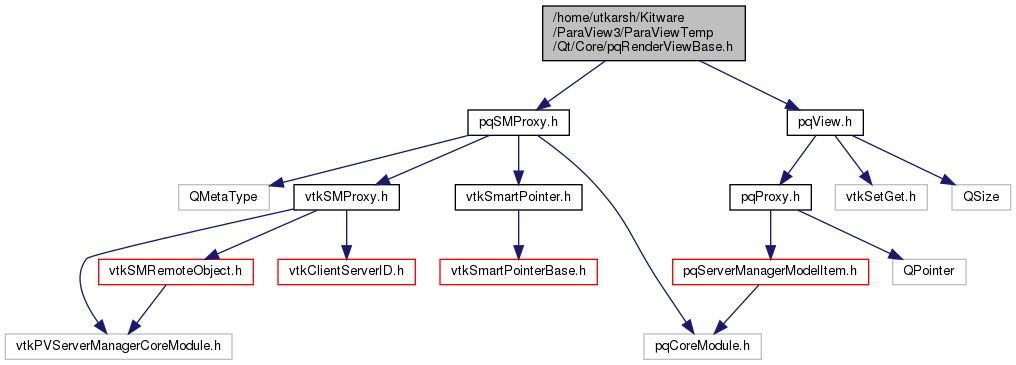 /home/utkarsh/Kitware
/ParaView3/ParaViewTemp
/Qt/Core/pqRenderViewBase.h
pqSMProxy.h
pqView.h
QMetaType
vtkSMProxy.h
vtkSmartPointer.h
pqProxy.h
vtkSetGet.h
QSize
vtkSMRemoteObject.h
vtkClientServerID.h
vtkSmartPointerBase.h
pqServerManagerModelItem.h
QPointer
vtkPVServerManagerCoreModule.h
pqCoreModule.h